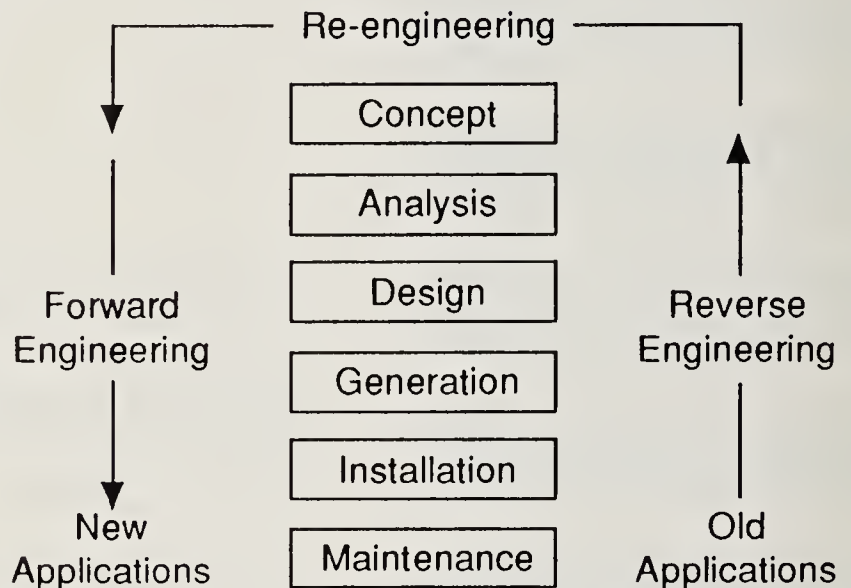 Re-engineering
Concept
Analysis
Design
Generation
Installation
Maintenance
Forward
Engineering
New
Applications
Reverse
Engineering
Old
Applications